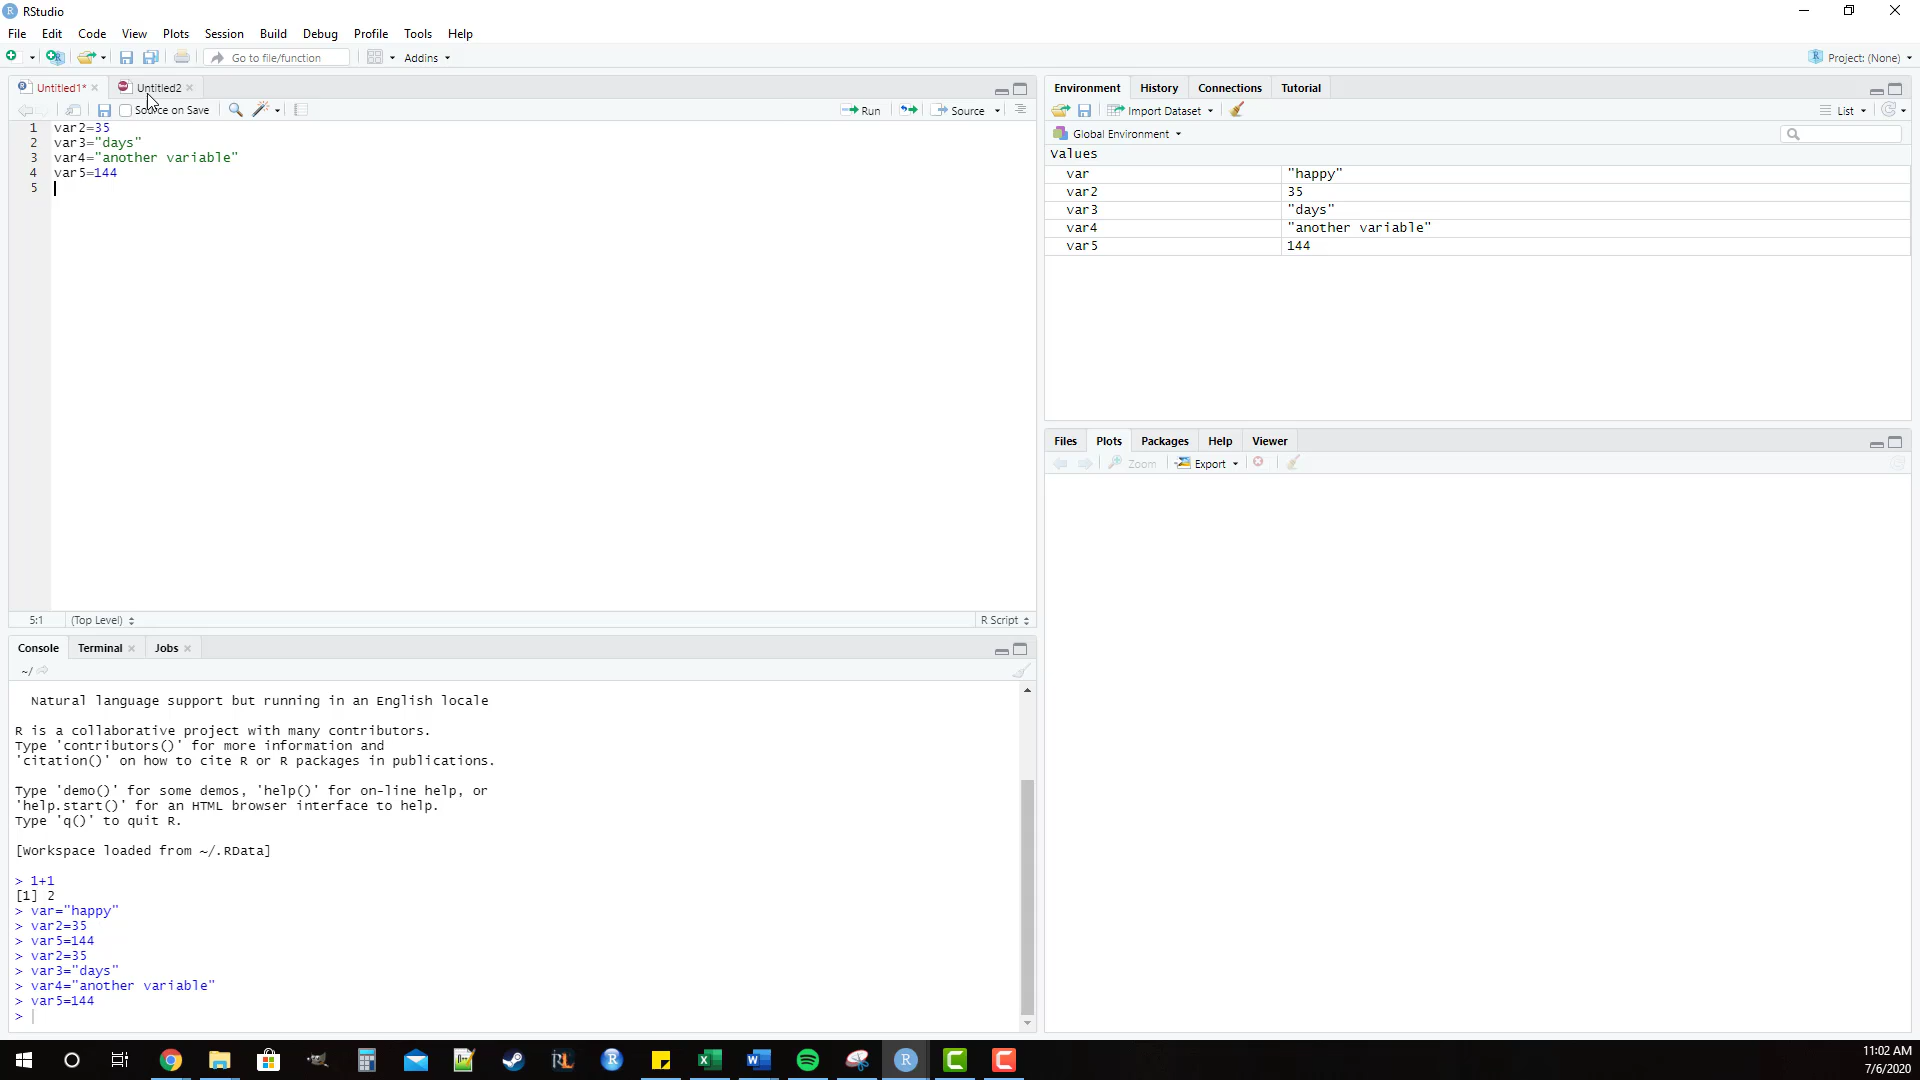 RStudio
File Edit Code View Plots Session Build Debug Profile Tools Help
Go to file/function Addins Project: (None)
Untitled1* Untitled2
Source on Save Run Source
1 var2=35
2 var3="days"
3 var4="another variable"
4 var5=144
5
5:1 (Top Level) R Script
Console Terminal Jobs
~/
Natural language support but running in an English locale
R is a collaborative project with many contributors.
Type 'contributors()' for more information and
'citation()' on how to cite R or R packages in publications.
Type 'demo()' for some demos, 'help()' for on-line help, or
'help.start()' for an HTML browser interface to help.
Type 'q()' to quit R.
[Workspace loaded from ~/.RData]
> 1+1
[1] 2
> var="happy"
> var2=35
> var5=144
> var2=35
> var3="days"
> var4="another variable"
> var5=144
>
Environment History Connections Tutorial
Import Dataset List
Global Environment
Values
var "happy"
var2 35
var3 "days"
var4 "another variable"
var5 144
Files Plots Packages Help Viewer
Zoom Export
11:02 AM
7/6/2020